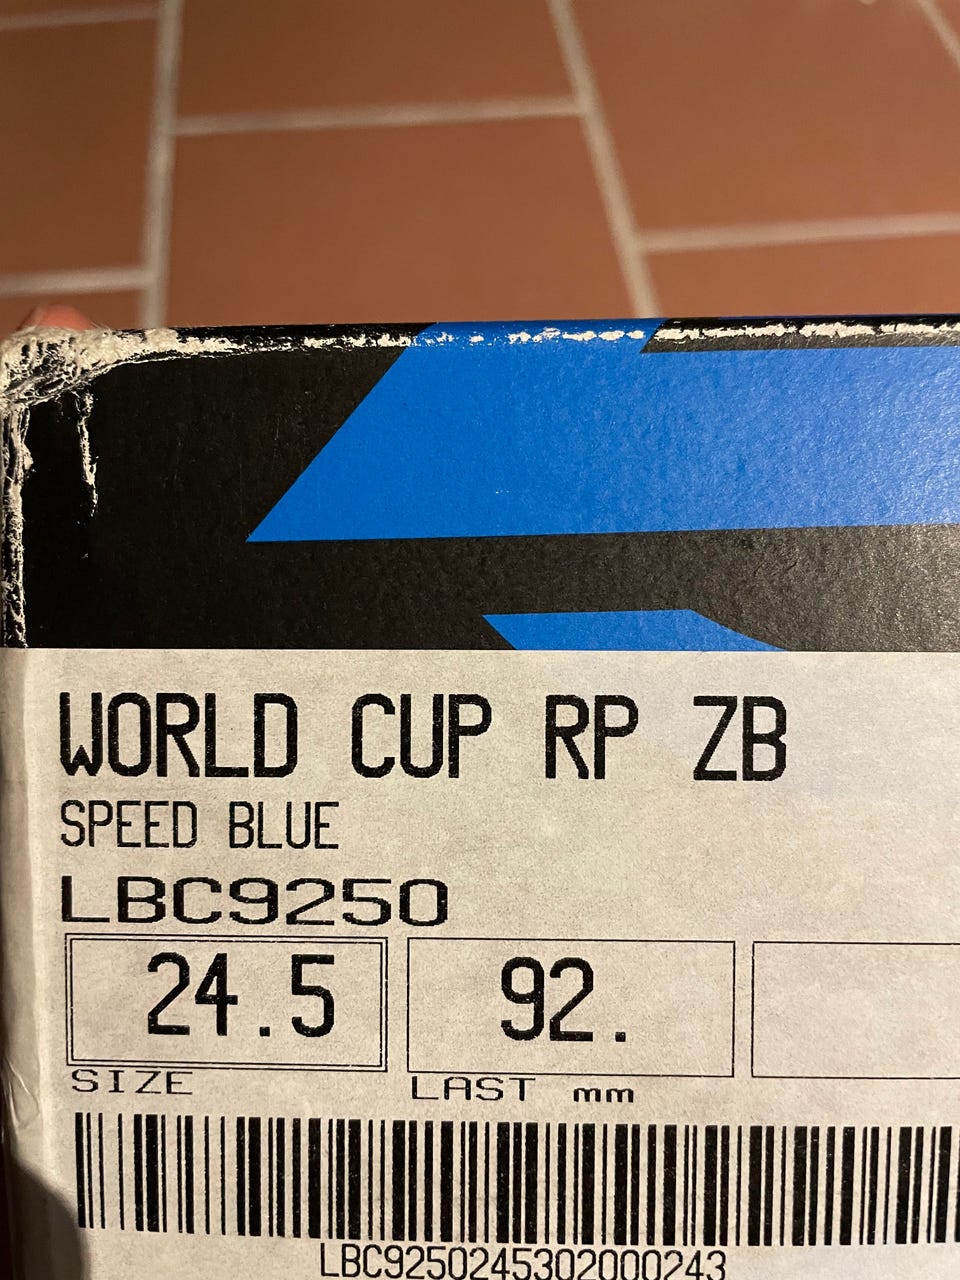 WORLD CUP RP ZB
SPEED BLUE
LBC9250
24.5 92.
SIZE LAST mm
LBC9250245302000243